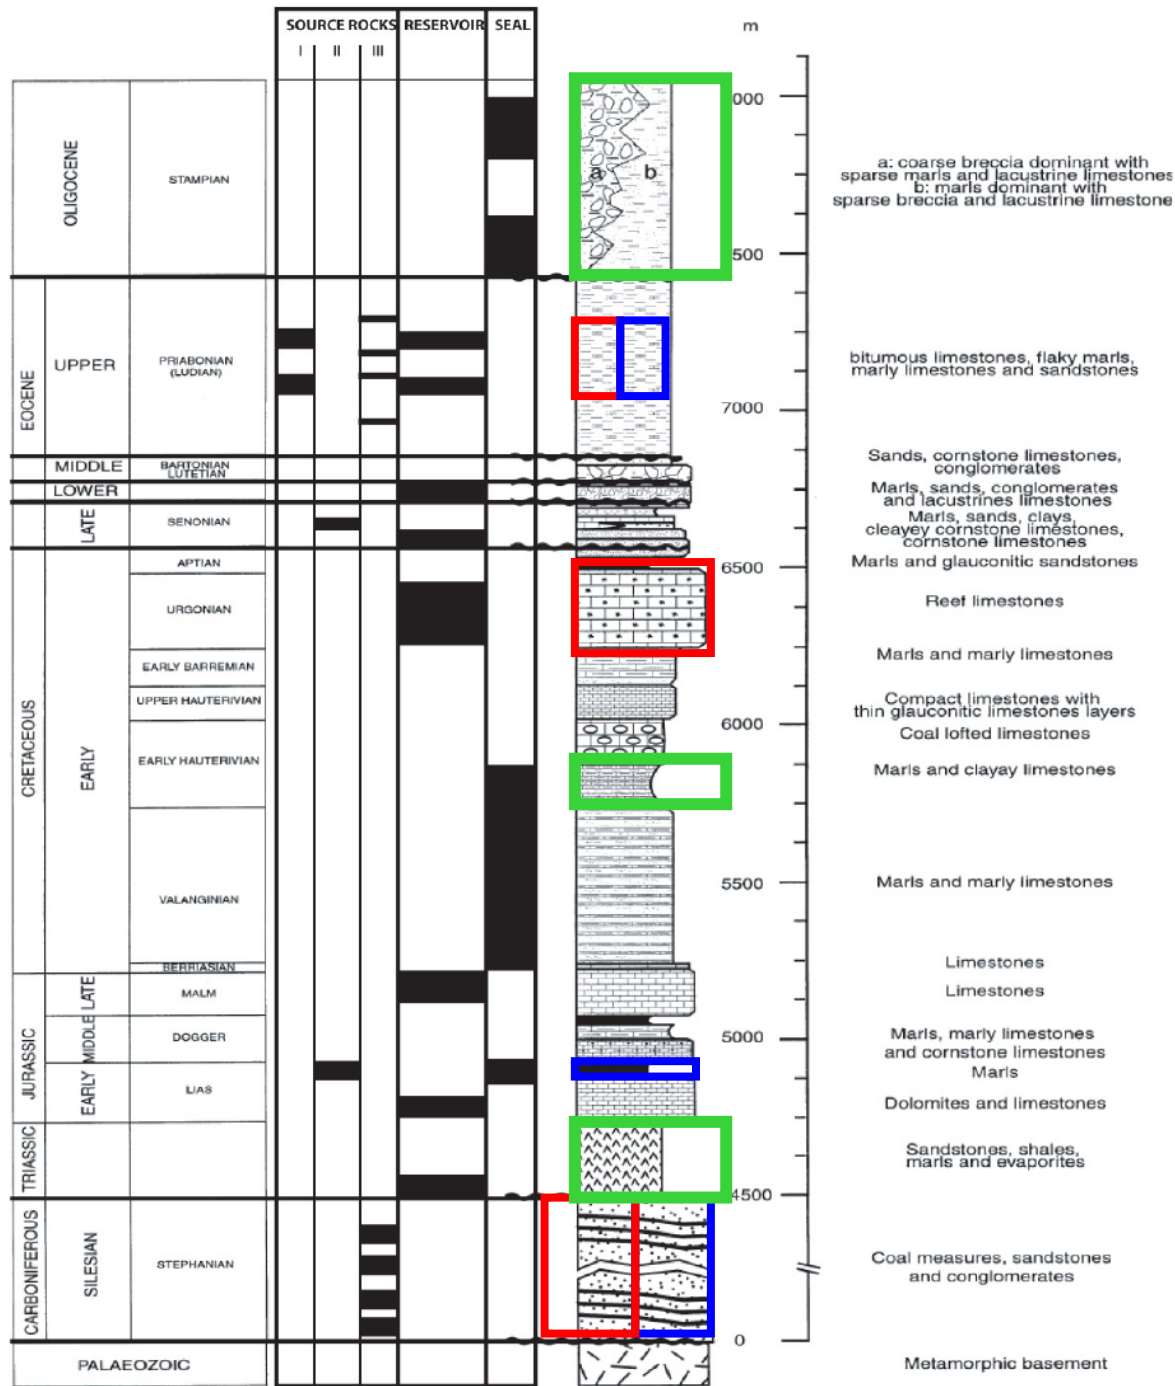 SOURCE ROCKS RESERVOIR SEAL
I II III
m
OLIGOCENE
STAMPIAN
a b
000
a: coarse breccia dominant with
sparse marls and lacustrine limestones
b: marls dominant with
sparse breccia and lacustrine limestone
500
EOCENE
UPPER
PRIABONIAN
(LUDIAN)
bitumous limestones, flaky marls,
marly limestones and sandstones
7000
MIDDLE
BARTONIAN
LUTETIAN
Sands, cornstone limestones,
conglomerates
LOWER
Marls, sands, conglomerates
and lacustrines limestones
CRETACEOUS
LATE
SENONIAN
Marls, sands, clays,
cleyey cornstone limestones,
cornstone limestones
EARLY
APTIAN
6500
Marls and glauconitic sandstones
URGONIAN
Reef limestones
EARLY BARREMIAN
Marls and marly limestones
UPPER HAUTERIVIAN
Compact limestones with
thin glauconitic limestones layers
6000
Coal lofted limestones
EARLY HAUTERIVIAN
Marls and clayay limestones
VALANGINIAN
5500
Marls and marly limestones
BERRIASIAN
Limestones
JURASSIC
LATE
MALM
Limestones
MIDDLE
DOGGER
5000
Marls, marly limestones
and cornstone limestones
EARLY
LIAS
Marls
Dolomites and limestones
TRIASSIC
Sandstones, shales,
marls and evaporites
4500
CARBONIFEROUS
SILESIAN
STEPHANIAN
Coal measures, sandstones
and conglomerates
0
PALAEOZOIC
Metamorphic basement